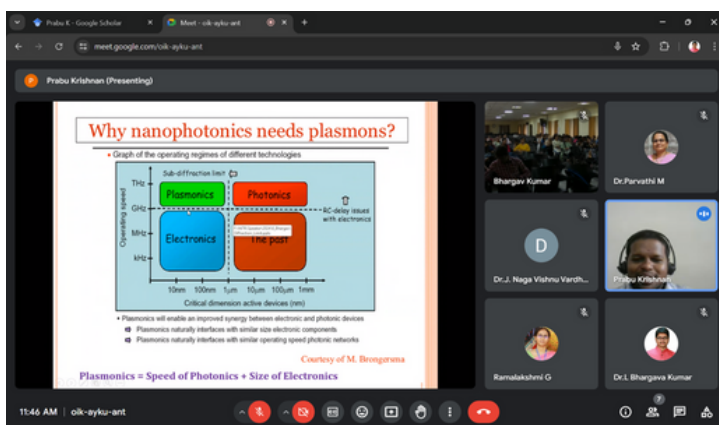 Prabu K - Google Scholar
Meet - oik-ayku-ant
meet.google.com/oik-ayku-ant
P
Prabu Krishnan (Presenting)
Why nanophotonics needs plasmons?
• Graph of the operating regimes of different technologies
Sub-diffraction limit
THz
GHz
MHz
kHz
Operating speed
Plasmonics
Photonics
Electronics
The past
RC-delay issues
with electronics
10nm 100nm 1μm 10μm 100μm 1mm
Critical dimension active devices (nm)
• Plasmonics will enable an improved synergy between electronic and photonic devices
Plasmonics naturally interfaces with similar size electronic components
Plasmonics naturally interfaces with similar operating speed photonic networks
Courtesy of M. Brongersma
Plasmonics = Speed of Photonics + Size of Electronics
Bhargav Kumar
Dr.Parvathi M
D
Dr.J. Naga Vishnu Vardh...
Prabu Krishnan
Ramalakshmi G
Dr.L Bhargava Kumar
11:46 AM | oik-ayku-ant
7